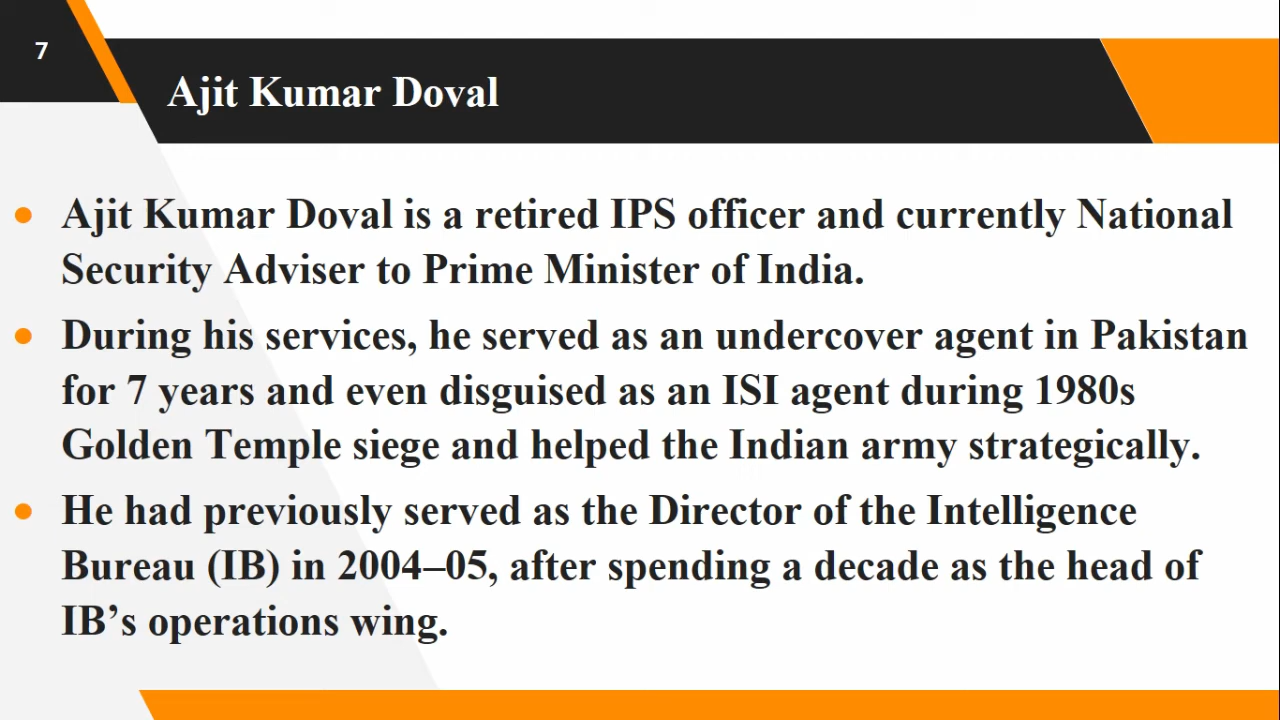 7
Ajit Kumar Doval
• Ajit Kumar Doval is a retired IPS officer and currently National
Security Adviser to Prime Minister of India.
• During his services, he served as an undercover agent in Pakistan
for 7 years and even disguised as an ISI agent during 1980s
Golden Temple siege and helped the Indian army strategically.
• He had previously served as the Director of the Intelligence
Bureau (IB) in 2004–05, after spending a decade as the head of
IB’s operations wing.